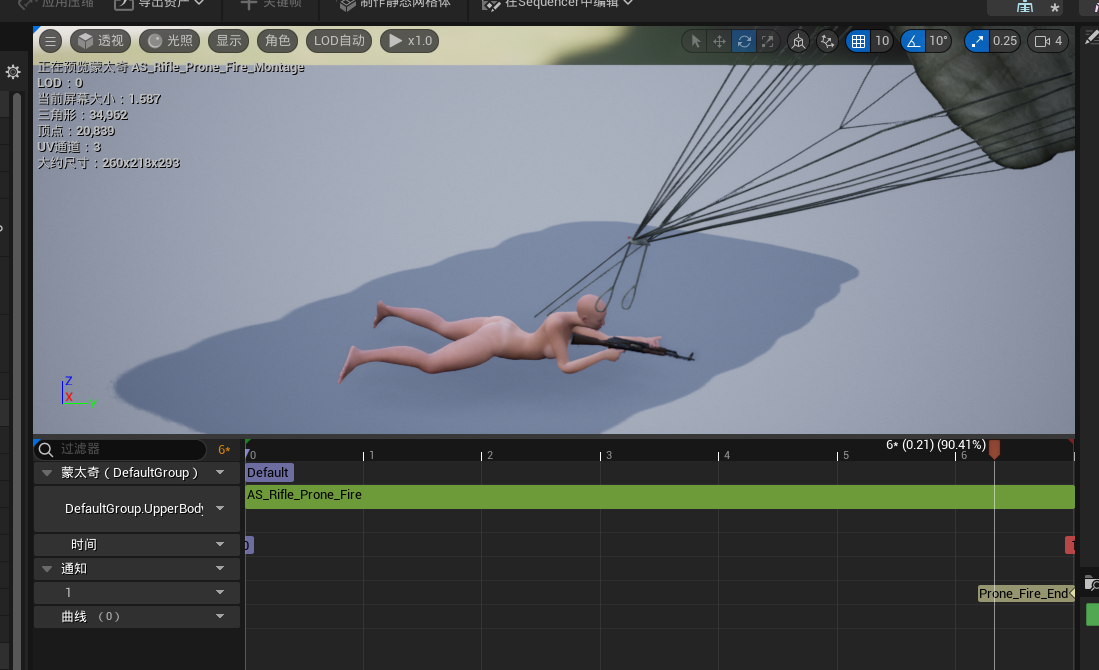 应用压缩 导出资产 关键帧 制作静态网格体 在Sequencer中编辑
透视 光照 显示 角色 LOD自动 x1.0 10 10° 0.25 4
正在预览蒙太奇 AS_Rifle_Prone_Fire_Montage
LOD：0
当前屏幕大小：1.587
三角形：34,962
顶点：20,839
UV通道：3
大约尺寸：260x218x293
Z
X
Y
过滤器 6*
6* (0.21) (90.41%)
0 1 2 3 4 5 6
蒙太奇（DefaultGroup） Default
AS_Rifle_Prone_Fire
DefaultGroup.UpperBody
时间
通知
1 Prone_Fire_End
曲线 （0）